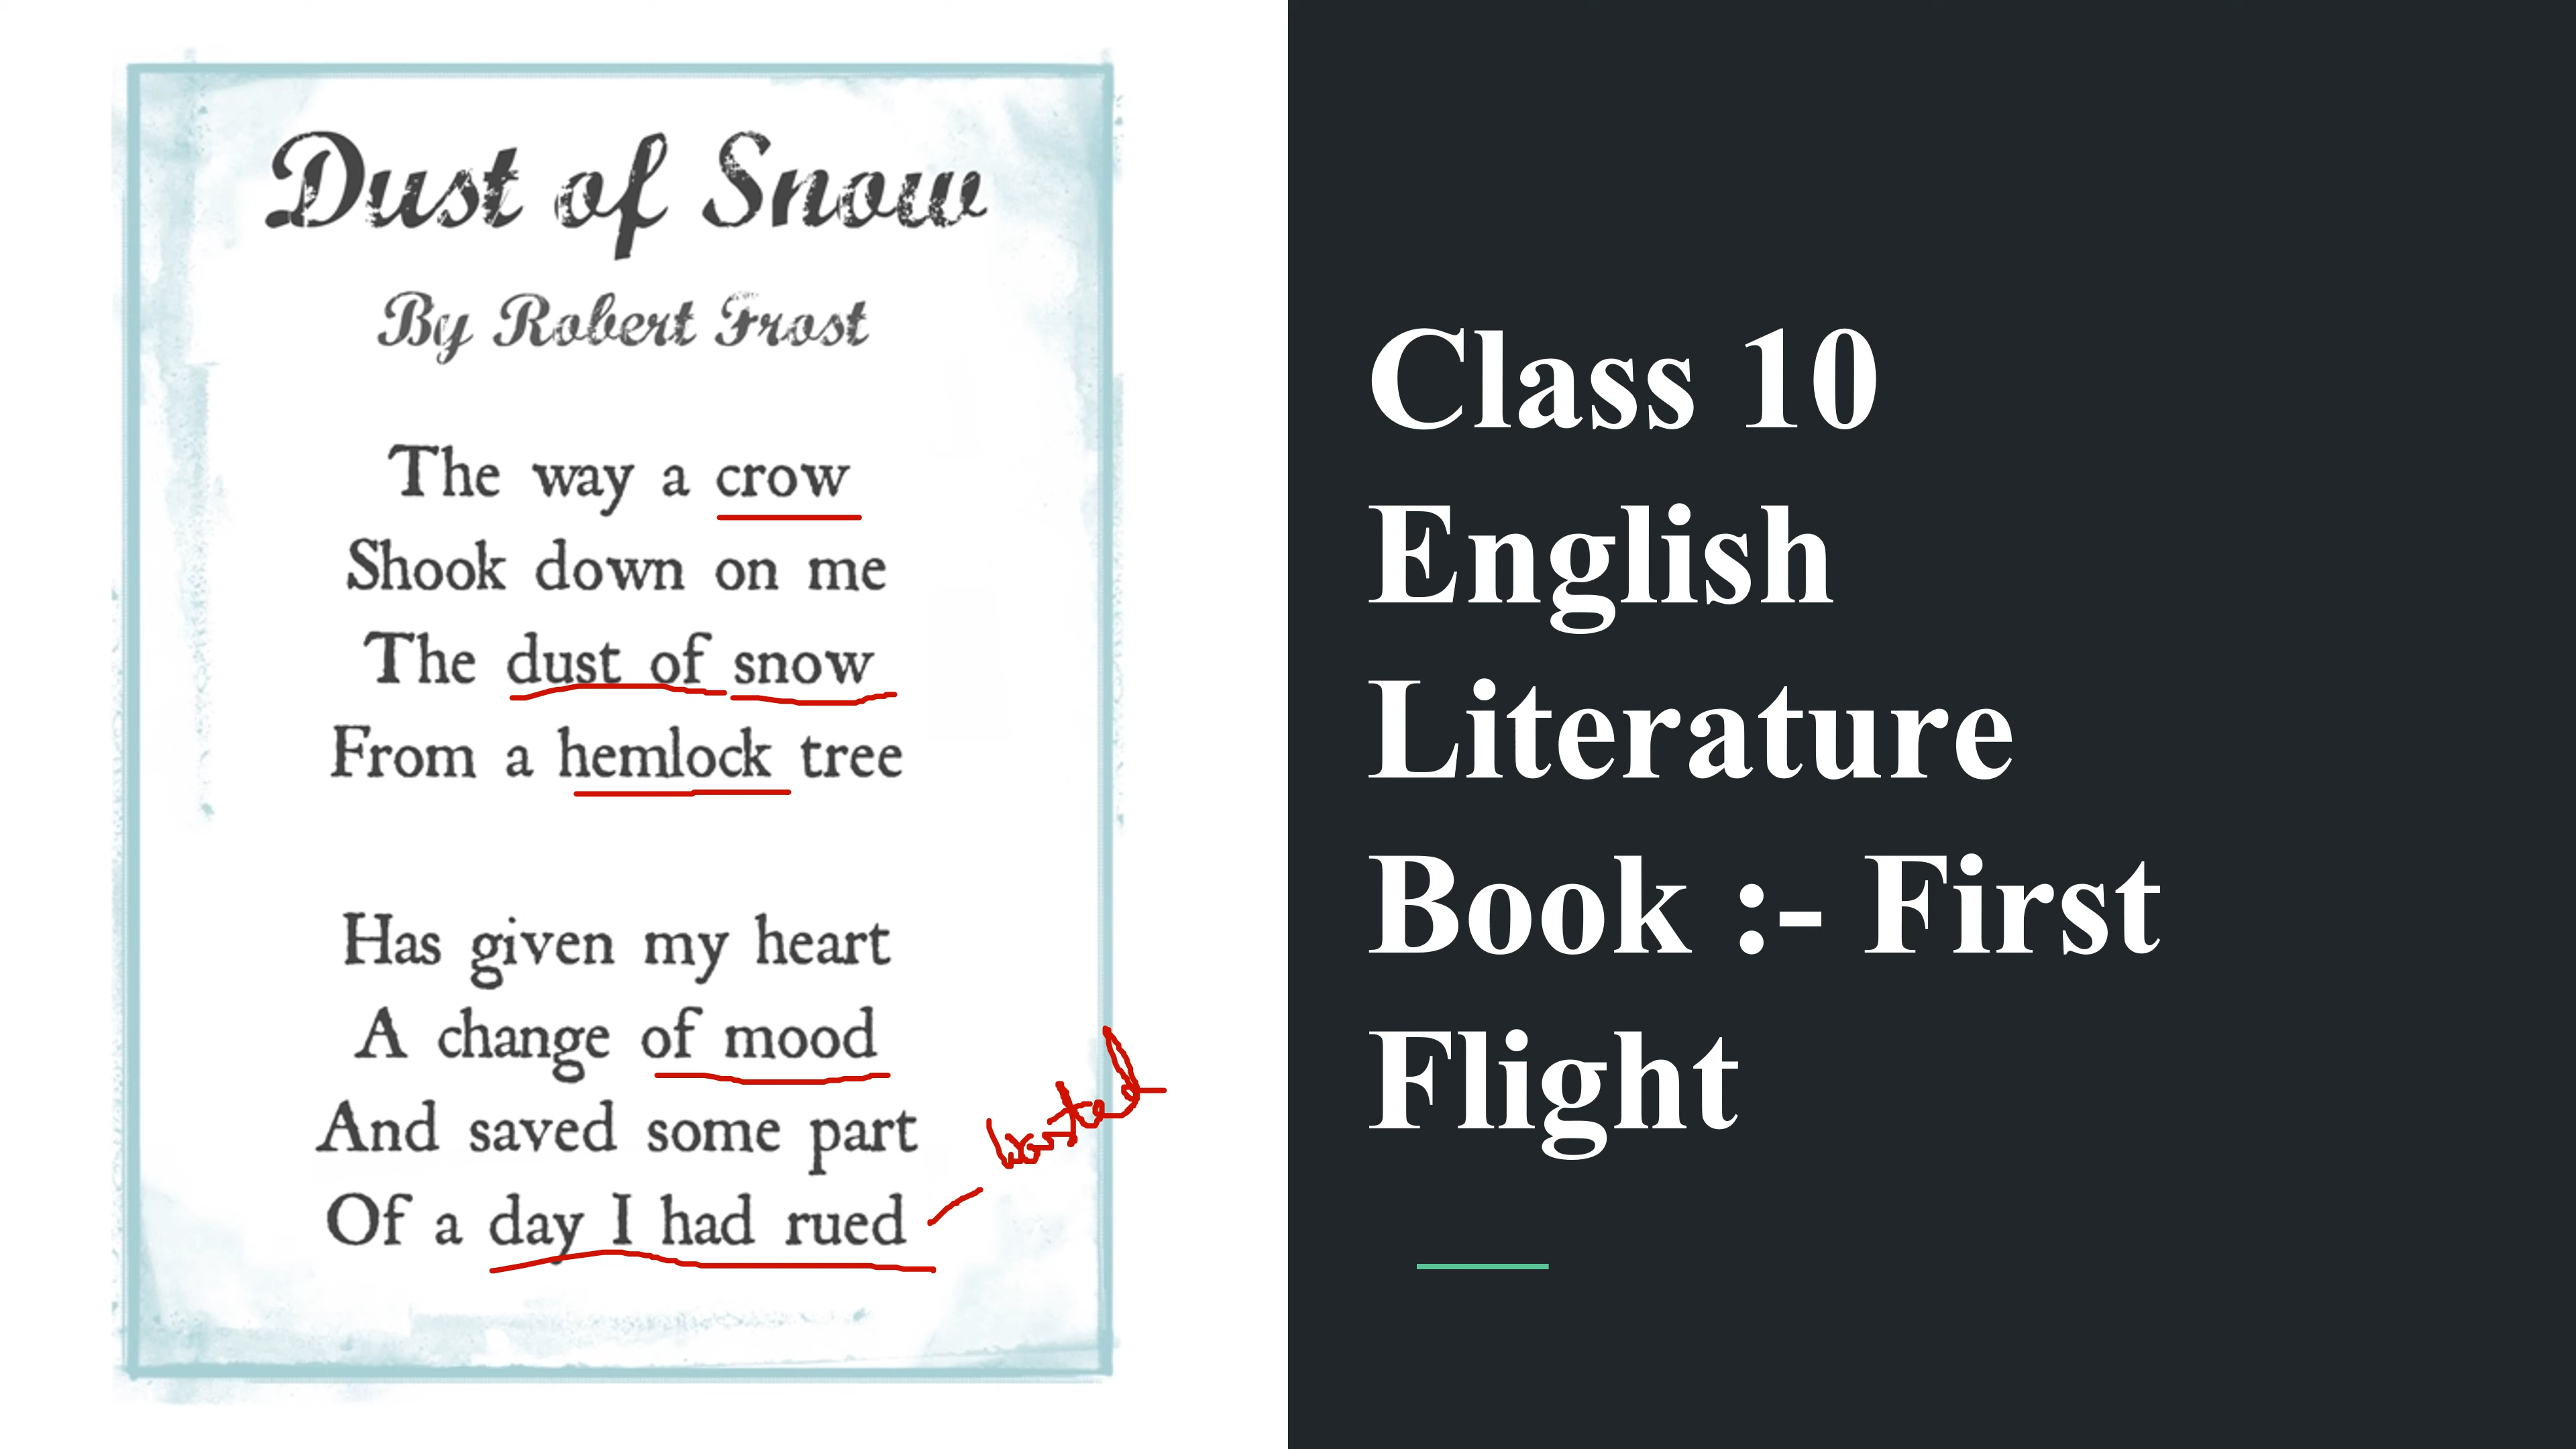 Dust of Snow
By Robert Frost
The way a crow
Shook down on me
The dust of snow
From a hemlock tree
Has given my heart
A change of mood
And saved some part
Of a day I had rued
wasted
Class 10
English
Literature
Book :- First
Flight